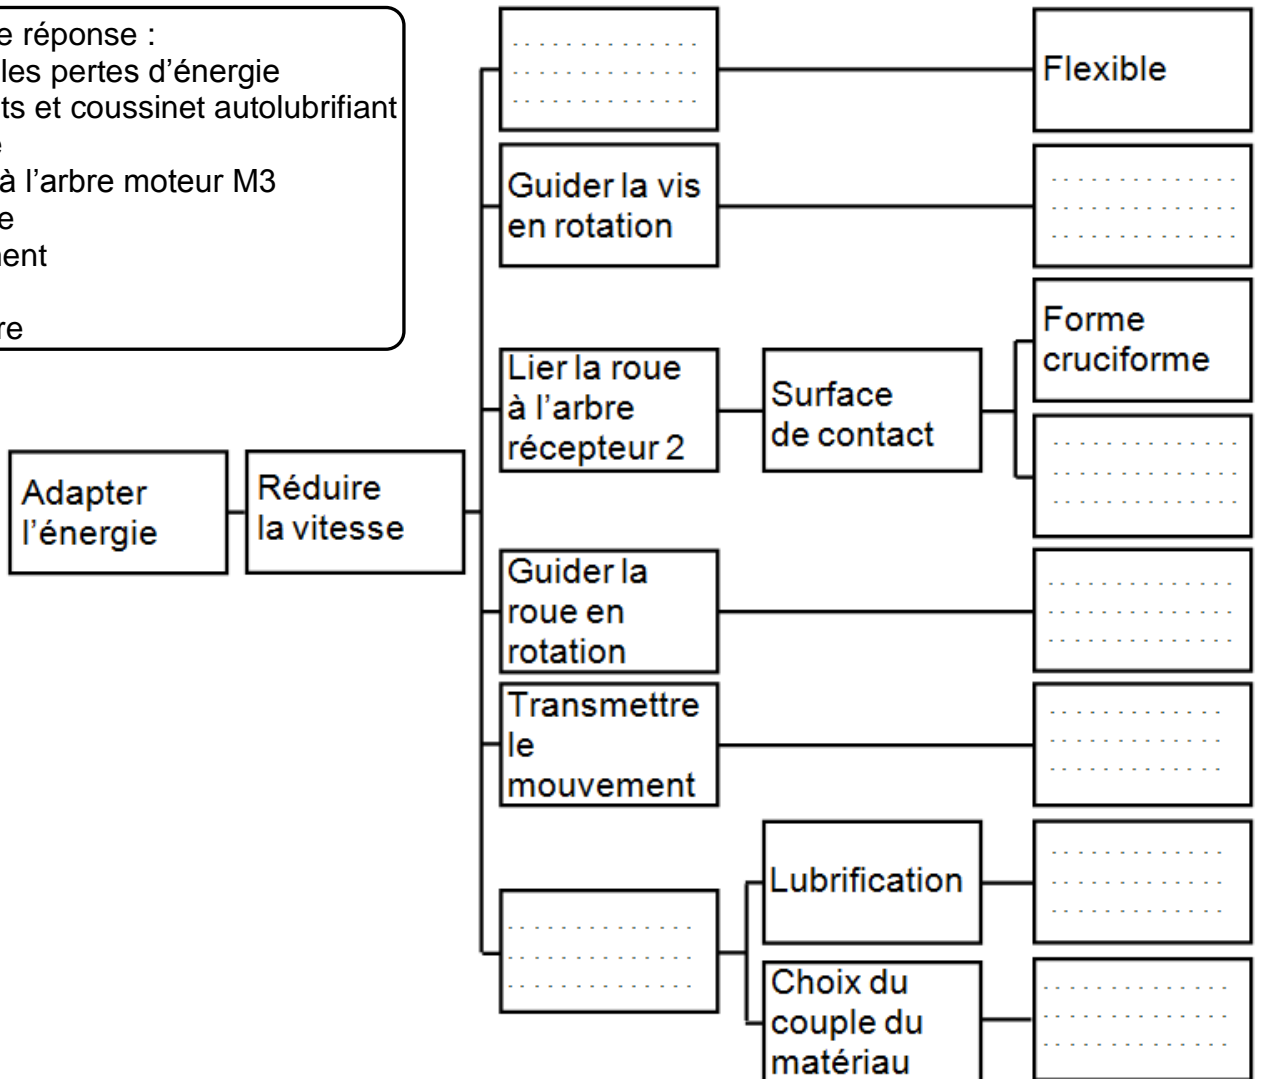 e réponse :
les pertes d’énergie
ts et coussinet autolubrifiant
à l’arbre moteur M3
e
ent
re
Flexible
Guider la vis
en rotation
Forme
cruciforme
Lier la roue
à l’arbre
récepteur 2
Surface
de contact
Adapter
l’énergie
Réduire
la vitesse
Guider la
roue en
rotation
Transmettre
le
mouvement
Lubrification
Choix du
couple du
matériau